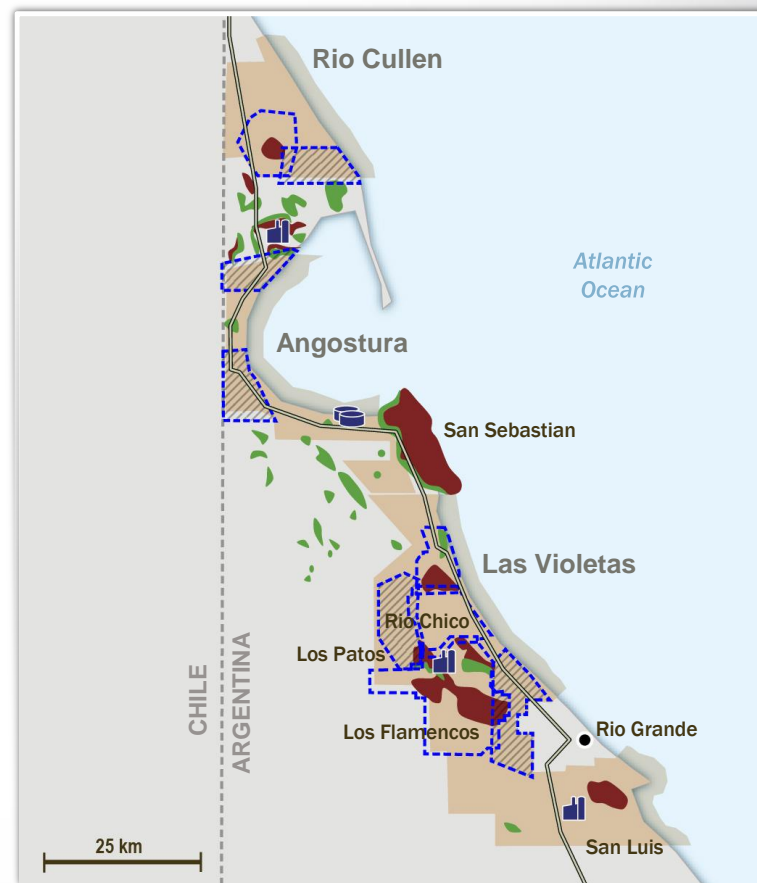 Rio Cullen
Atlantic
Ocean
Angostura
San Sebastian
Las Violetas
Rio Chico
Los Patos
CHILE
ARGENTINA
Los Flamencos
Rio Grande
25 km
San Luis